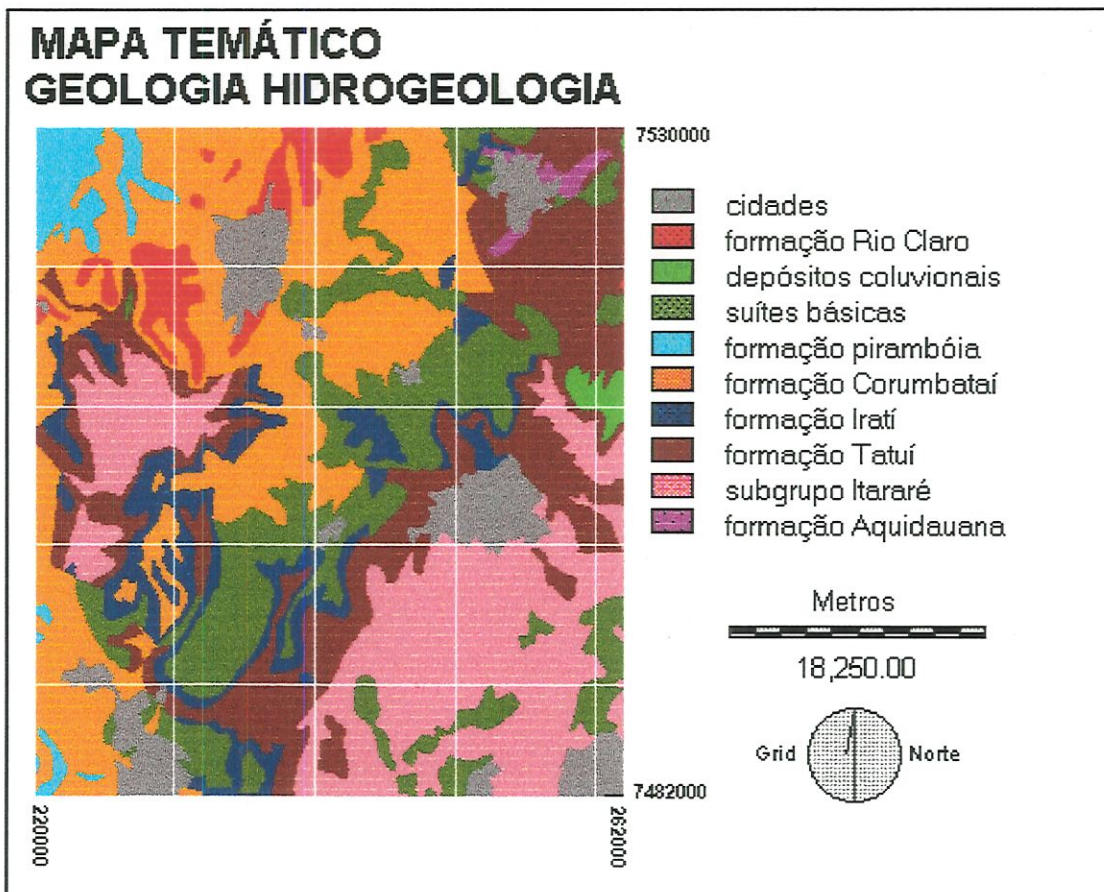 MAPA TEMÁTICO
GEOLOGIA HIDROGEOLOGIA
7530000
cidades
formação Rio Claro
depósitos coluvionais
suítes básicas
formação pirambóia
formação Corumbataí
formação Iratí
formação Tatuí
subgrupo Itararé
formação Aquidauana
Metros
18,250.00
Grid
Norte
7482000
220000
262000